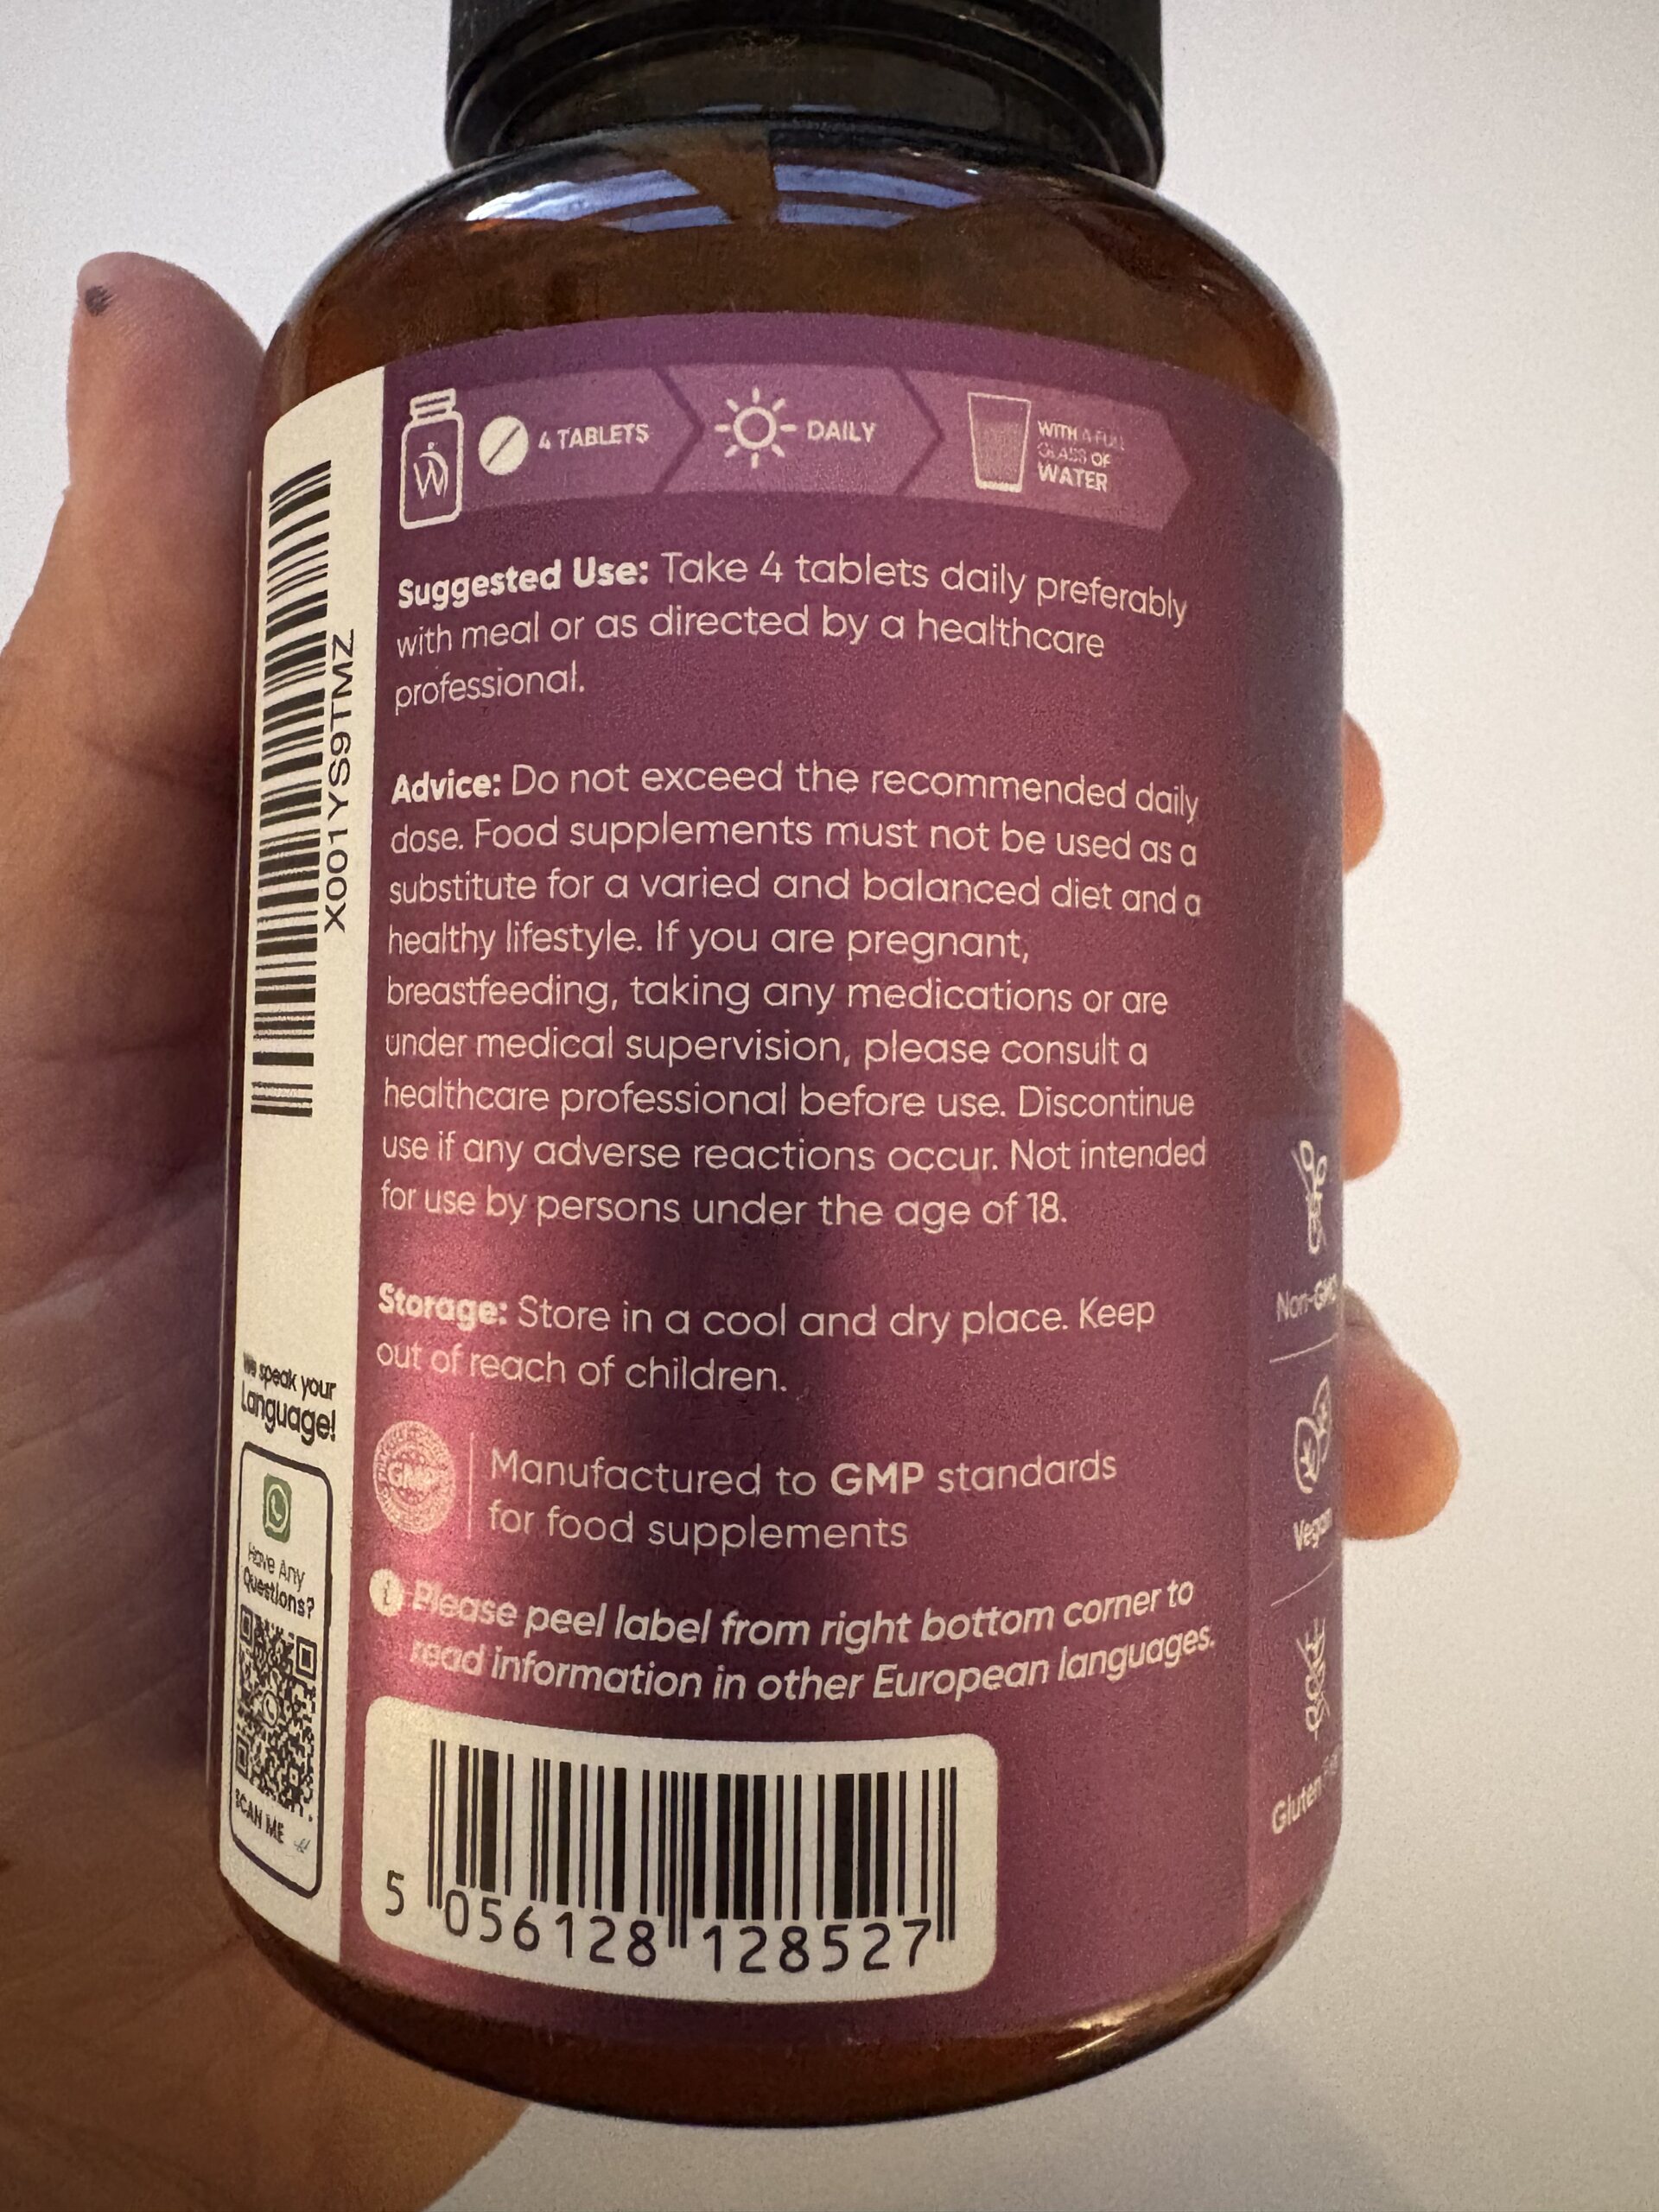 4 TABLETS
DAILY
WITH A FULL
GLASS OF
WATER
Suggested Use: Take 4 tablets daily preferably
with meal or as directed by a healthcare
professional.
Advice: Do not exceed the recommended daily
dose. Food supplements must not be used as a
substitute for a varied and balanced diet and a
healthy lifestyle. If you are pregnant,
breastfeeding, taking any medications or are
under medical supervision, please consult a
healthcare professional before use. Discontinue
use if any adverse reactions occur. Not intended
for use by persons under the age of 18.
Storage: Store in a cool and dry place. Keep
out of reach of children.
GMP
Manufactured to GMP standards
for food supplements
i Please peel label from right bottom corner to
read information in other European languages.
5 056128 128527
X001YS9TMZ
We speak your
Language!
Have Any
Questions?
SCAN ME
Non-GMO
Vegan
Gluten